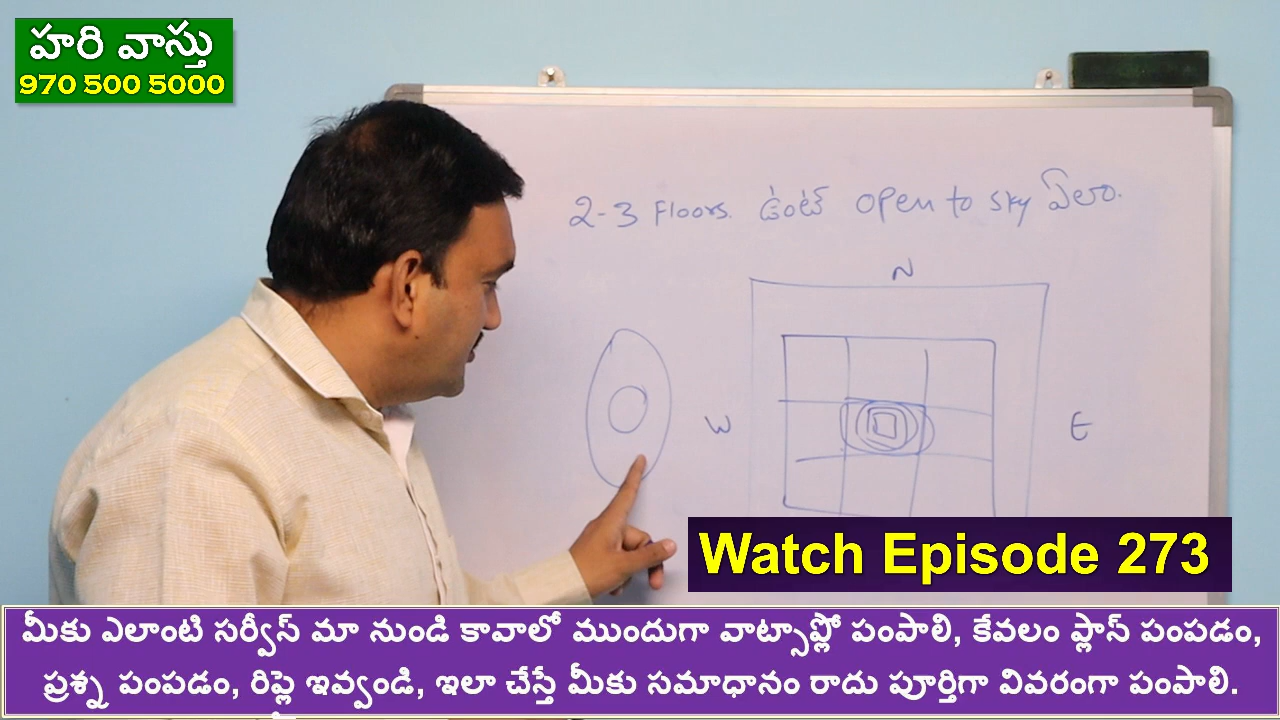 హరి వాస్తు
970 500 5000
2-3 Floors. ఉంటే open to sky ఏలా.
N
W
E
Watch Episode 273
మీకు ఎలాంటి సర్వీస్ మా నుండి కావాలో ముందుగా వాట్సాప్లో పంపాలి, కేవలం ప్లాన్ పంపడం,
ప్రశ్న పంపడం, రిప్లై ఇవ్వండి, ఇలా చేస్తే మీకు సమాధానం రాదు పూర్తిగా వివరంగా పంపాలి.